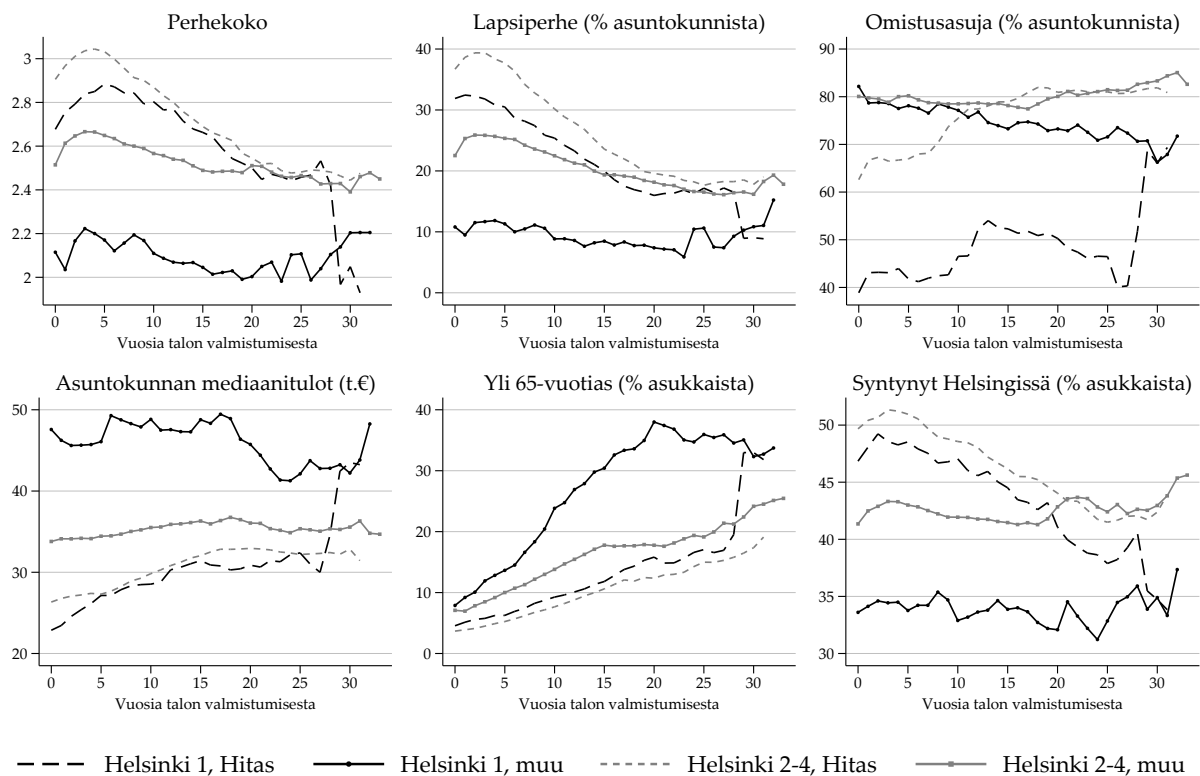 Perhekoko
3
2.8
2.6
2.4
2.2
2
0 5 10 15 20 25 30
Vuosia talon valmistumisesta
Lapsiperhe (% asuntokunnista)
40
30
20
10
0
0 5 10 15 20 25 30
Vuosia talon valmistumisesta
Omistusasuja (% asuntokunnista)
90
80
70
60
50
40
0 5 10 15 20 25 30
Vuosia talon valmistumisesta
Asuntokunnan mediaanitulot (t.€)
50
40
30
20
0 5 10 15 20 25 30
Vuosia talon valmistumisesta
Yli 65-vuotias (% asukkaista)
40
30
20
10
0
0 5 10 15 20 25 30
Vuosia talon valmistumisesta
Syntynyt Helsingissä (% asukkaista)
50
45
40
35
30
0 5 10 15 20 25 30
Vuosia talon valmistumisesta
Helsinki 1, Hitas Helsinki 1, muu Helsinki 2-4, Hitas Helsinki 2-4, muu